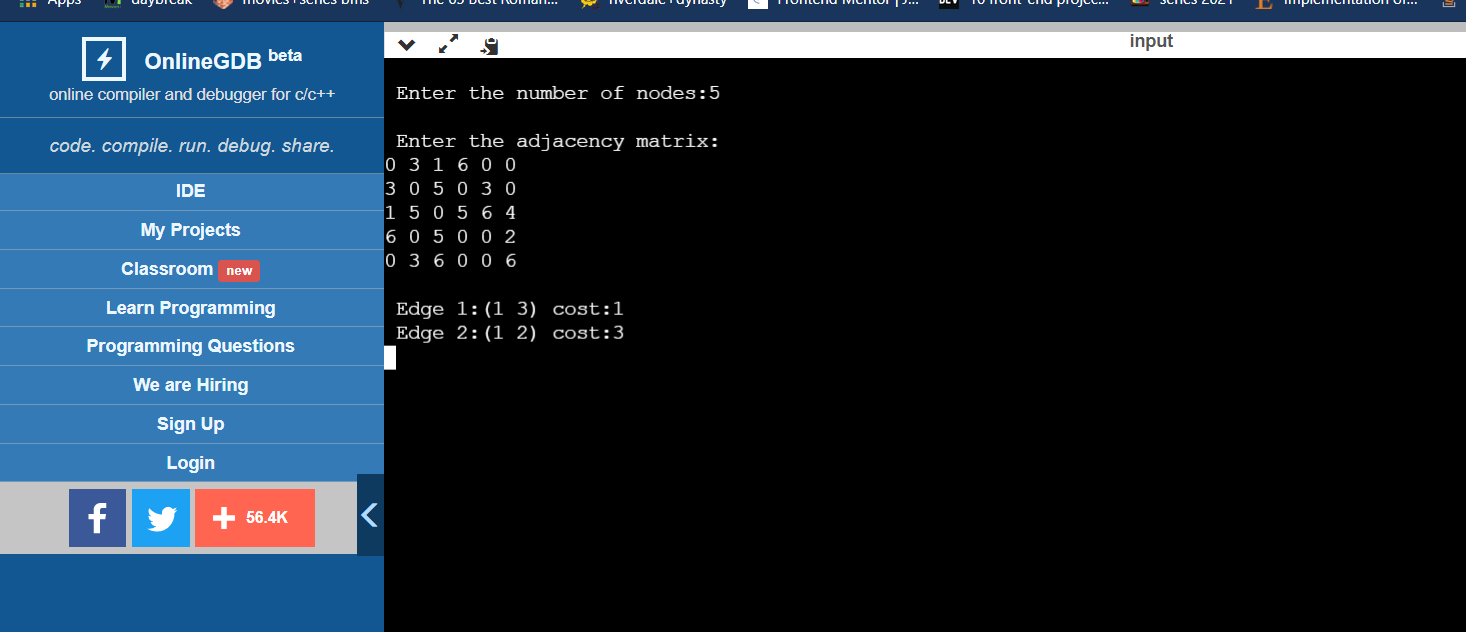 Apps daybreak movies+series bms The 65 Best Roman... riverdale+dynasty Frontend Mentor | J... DEV 10 front-end projec... series 2021 Implementation of...
OnlineGDB beta
online compiler and debugger for c/c++
code. compile. run. debug. share.
IDE
My Projects
Classroom new
Learn Programming
Programming Questions
We are Hiring
Sign Up
Login
f
+ 56.4K
input
Enter the number of nodes:5
Enter the adjacency matrix:
0 3 1 6 0 0
3 0 5 0 3 0
1 5 0 5 6 4
6 0 5 0 0 2
0 3 6 0 0 6
Edge 1:(1 3) cost:1
Edge 2:(1 2) cost:3